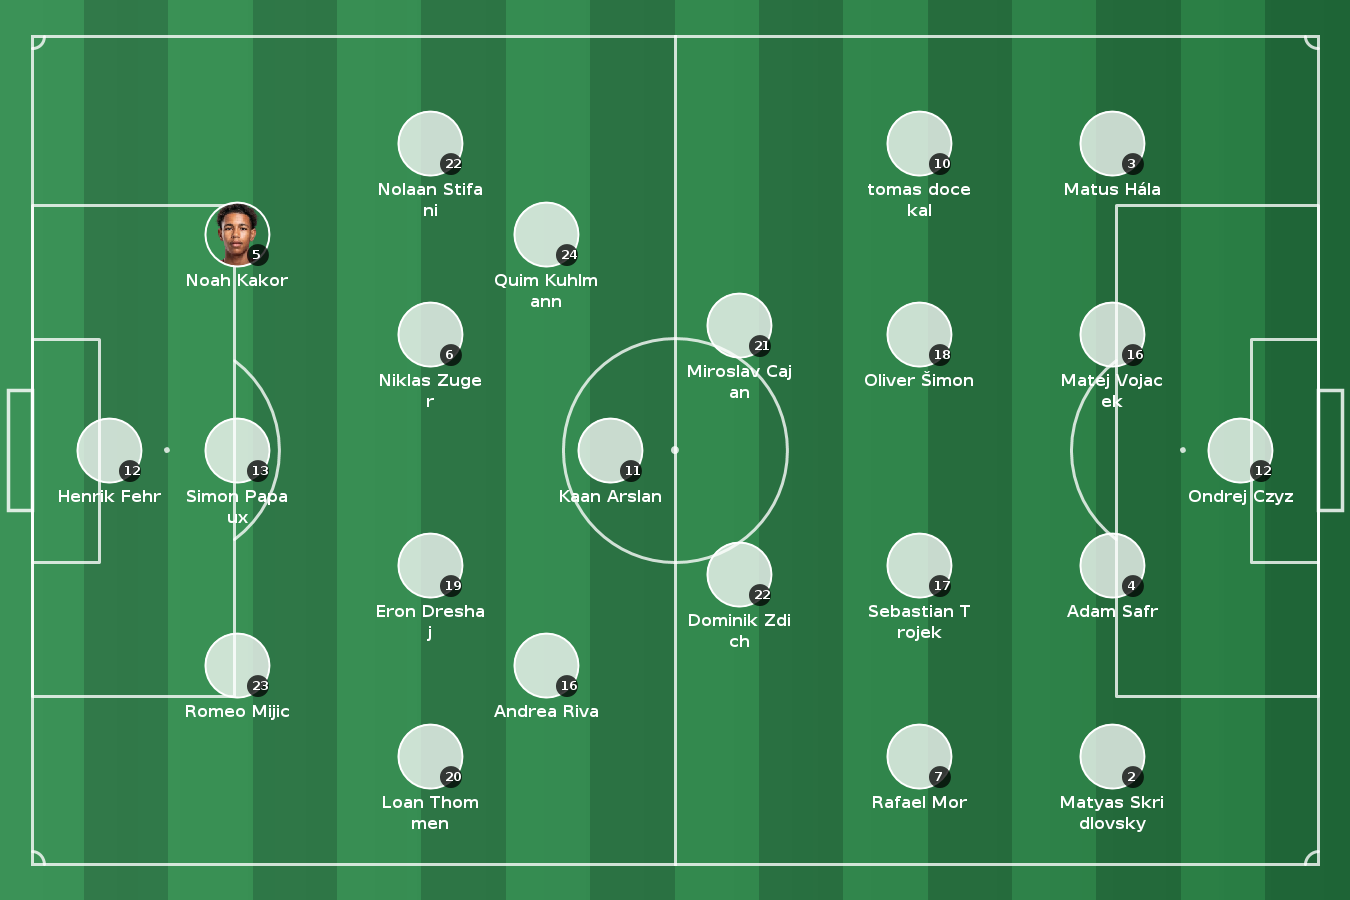 22
Nolaan Stifa
ni
10
tomas doce
kal
3
Matus Hála
5
Noah Kakor
24
Quim Kuhlm
ann
6
Niklas Zuge
r
21
Miroslav Caj
an
18
Oliver Šimon
16
Matej Vojac
ek
12
Henrik Fehr
13
Simon Papa
ux
11
Kaan Arslan
12
Ondrej Czyz
19
Eron Dresha
j
22
Dominik Zdi
ch
17
Sebastian T
rojek
4
Adam Safr
23
Romeo Mijic
16
Andrea Riva
20
Loan Thom
men
7
Rafael Mor
2
Matyas Skri
dlovsky